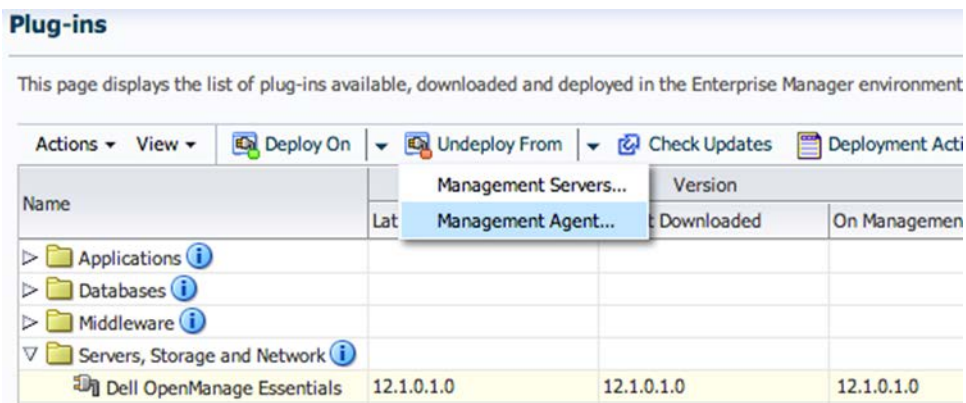 Plug-ins
This page displays the list of plug-ins available, downloaded and deployed in the Enterprise Manager environment
Actions View Deploy On Undeploy From Check Updates Deployment Acti
Management Servers... Version
Name
Lat Management Agent... t Downloaded On Managemen
Applications
Databases
Middleware
Servers, Storage and Network
Dell OpenManage Essentials 12.1.0.1.0 12.1.0.1.0 12.1.0.1.0